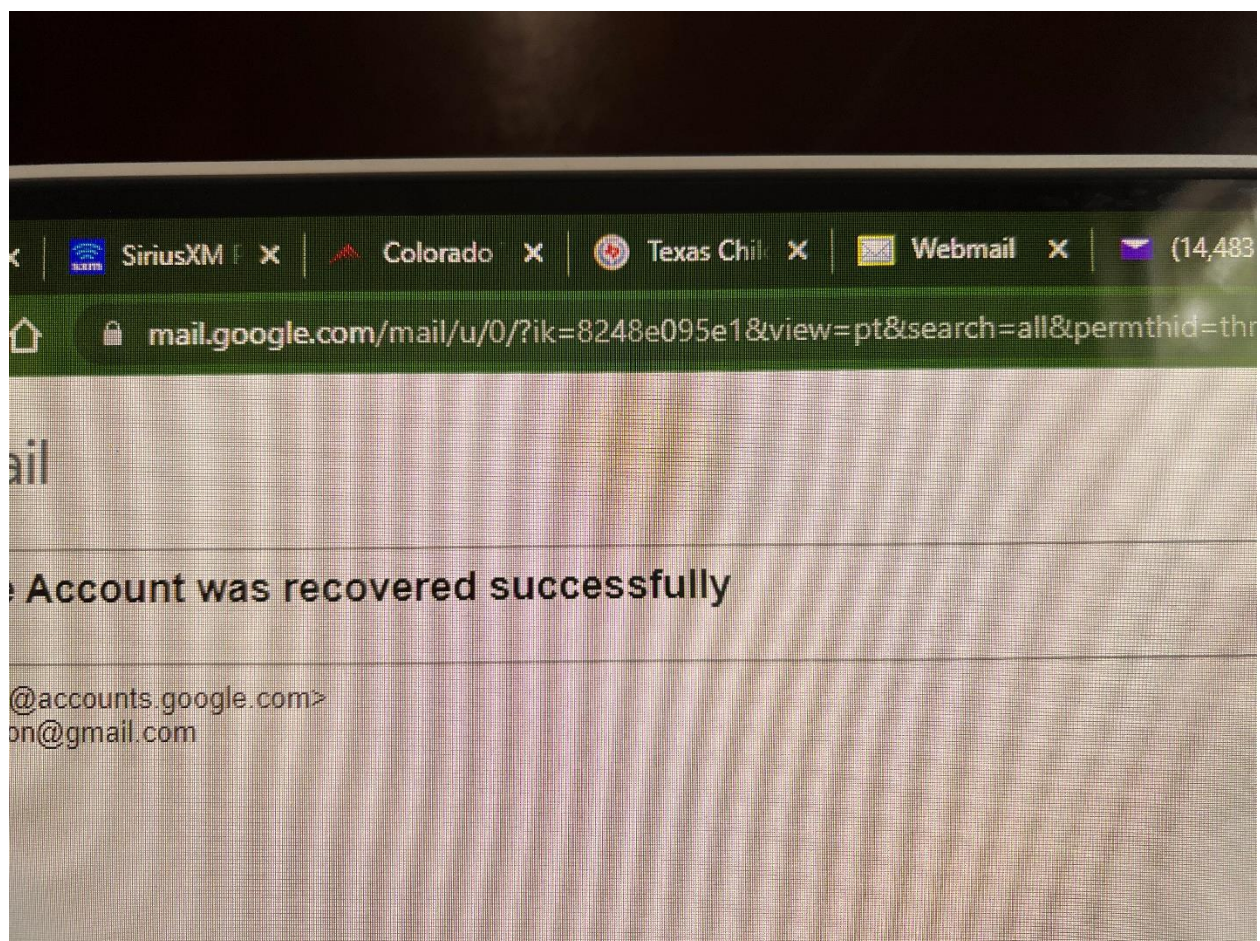 SiriusXM Colorado Texas Chil Webmail (14,483
mail.google.com/mail/u/0/?ik=8248e095e1&view=pt&search=all&permthid=thr
ail
e Account was recovered successfully
@accounts.google.com>
on@gmail.com